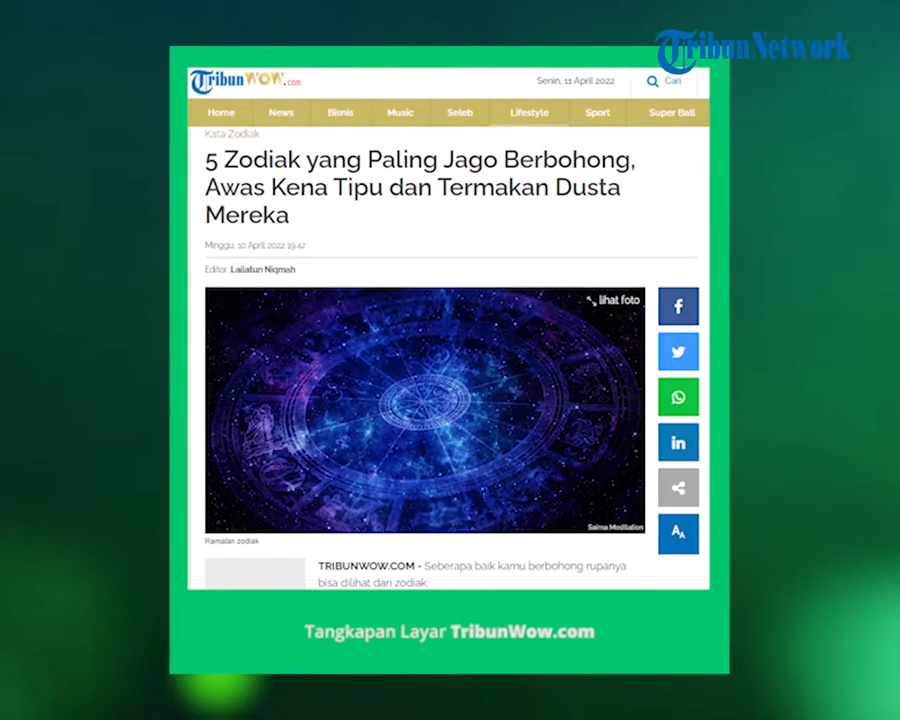 TribunNetwork
TribunWOW.com
Senin, 11 April 2022
Cari
Home News Bisnis Music Seleb Lifestyle Sport Super Ball
Kata Zodiak
5 Zodiak yang Paling Jago Berbohong,
Awas Kena Tipu dan Termakan Dusta
Mereka
Minggu, 10 April 2022 19:42
Editor: Lailatun Niqmah
lihat foto
Saima Meditation
Ramalan zodiak
TRIBUNWOW.COM - Seberapa baik kamu berbohong rupanya
bisa dilihat dari zodiak.
Tangkapan Layar TribunWow.com